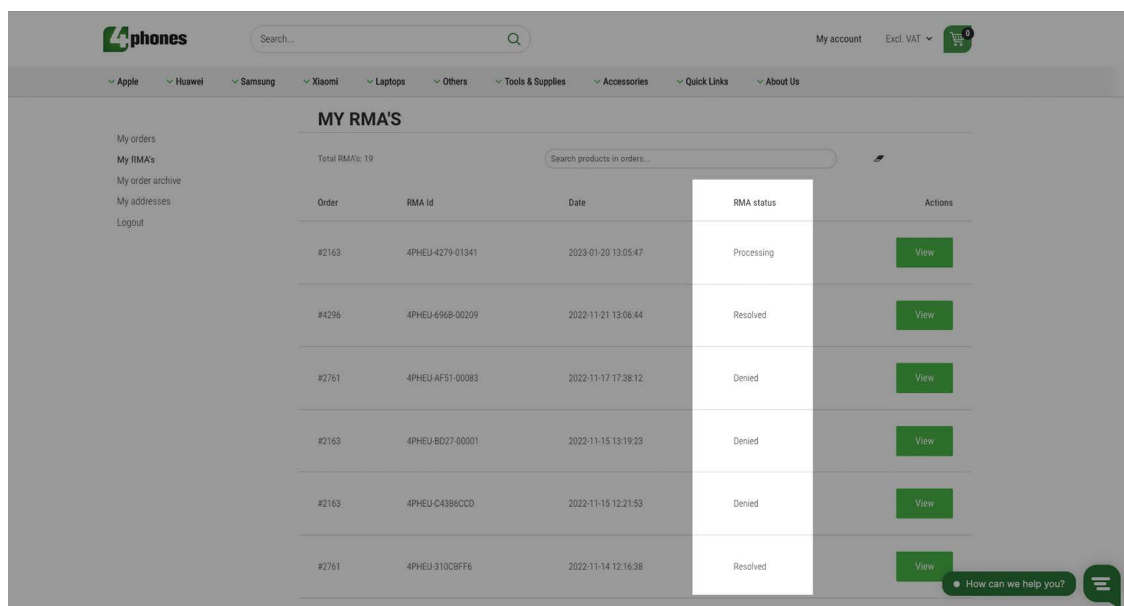 4phones
Search...
My account Excl. VAT 0
Apple Huawei Samsung Xiaomi Laptops Others Tools & Supplies Accessories Quick Links About Us
MY RMA'S
My orders
My RMA's
My order archive
My addresses
Logout
Total RMA's: 19
Search products in orders...
Order RMA Id Date RMA status Actions
#2163 4PHEU-4279-01341 2023-01-20 13:05:47 Processing View
#4296 4PHEU-696B-00209 2022-11-21 13:06:44 Resolved View
#2761 4PHEU-AF51-00083 2022-11-17 17:38:12 Denied View
#2163 4PHEU-BD27-00001 2022-11-15 13:19:23 Denied View
#2163 4PHEU-C43B6CCD 2022-11-15 12:21:53 Denied View
#2761 4PHEU-310CBFF6 2022-11-14 12:16:38 Resolved View
How can we help you?